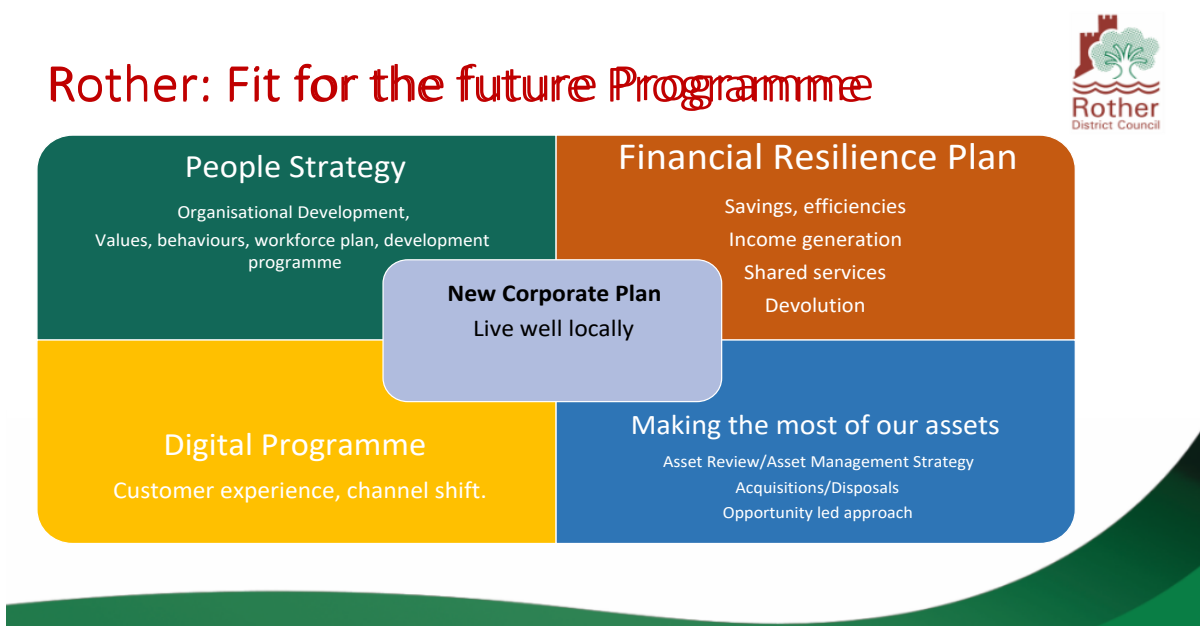 Rother: Fit for the future Programme
Rother
District Council
People Strategy
Organisational Development,
Values, behaviours, workforce plan, development
programme
Financial Resilience Plan
Savings, efficiencies
Income generation
Shared services
Devolution
New Corporate Plan
Live well locally
Digital Programme
Customer experience, channel shift.
Making the most of our assets
Asset Review/Asset Management Strategy
Acquisitions/Disposals
Opportunity led approach